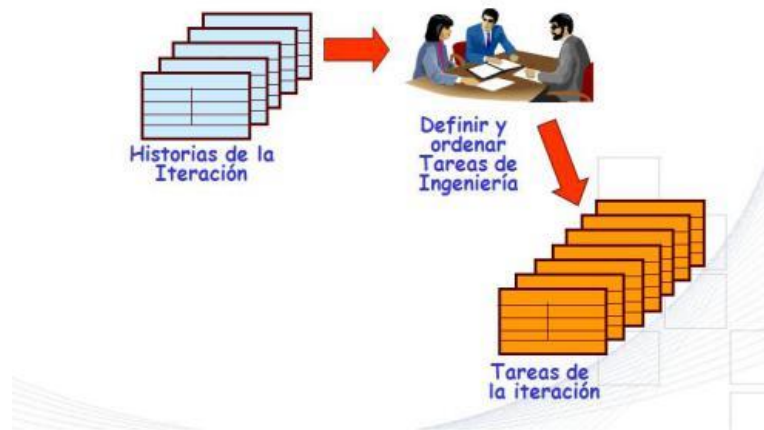 Historias de la
Iteración
Definir y
ordenar
Tareas de
Ingeniería
Tareas de
la iteración